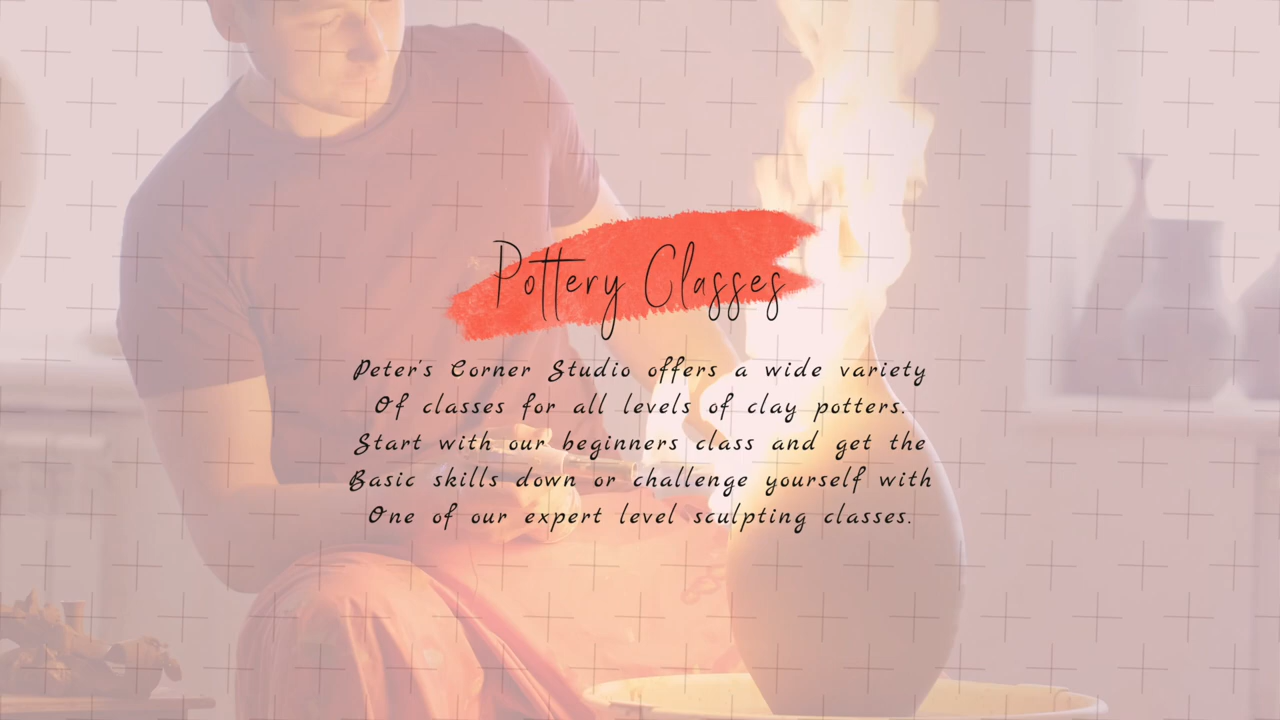 Pottery Classes
Peter's Corner Studio offers a wide variety
Of classes for all levels of clay potters.
Start with our beginners class and get the
Basic skills down or challenge yourself with
One of our expert level sculpting classes.